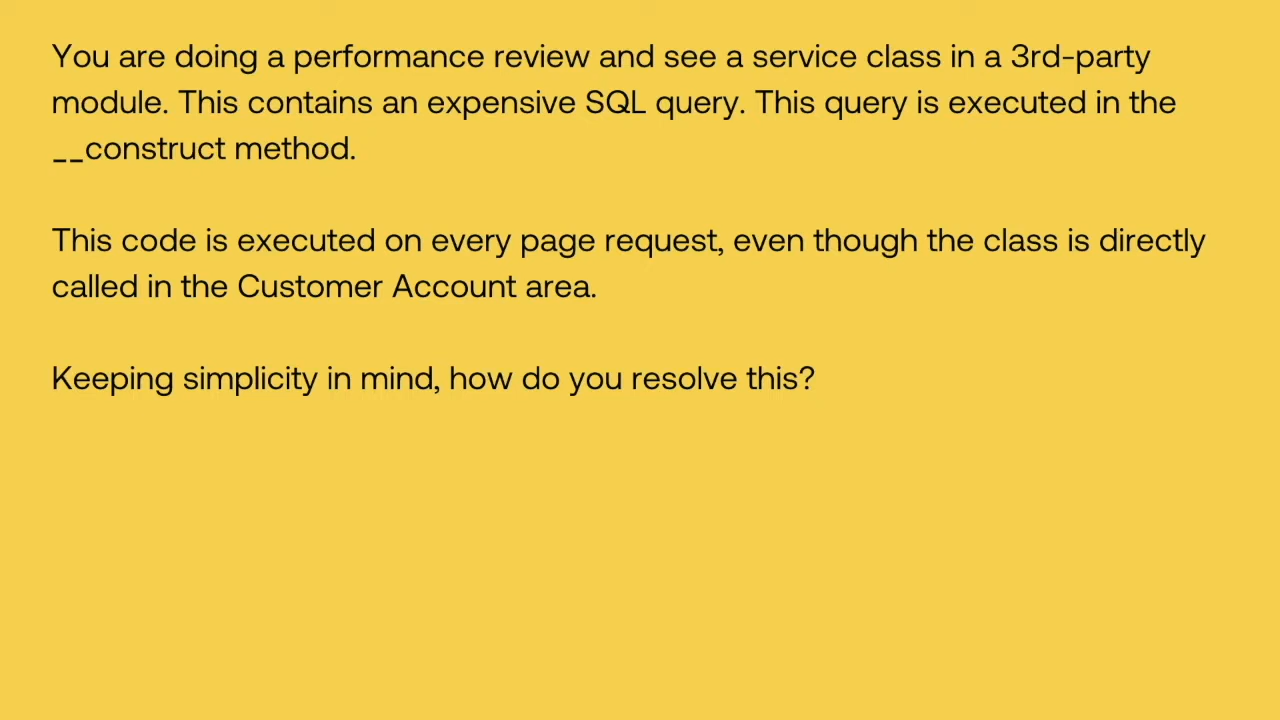 You are doing a performance review and see a service class in a 3rd-party
module. This contains an expensive SQL query. This query is executed in the
__construct method.
This code is executed on every page request, even though the class is directly
called in the Customer Account area.
Keeping simplicity in mind, how do you resolve this?